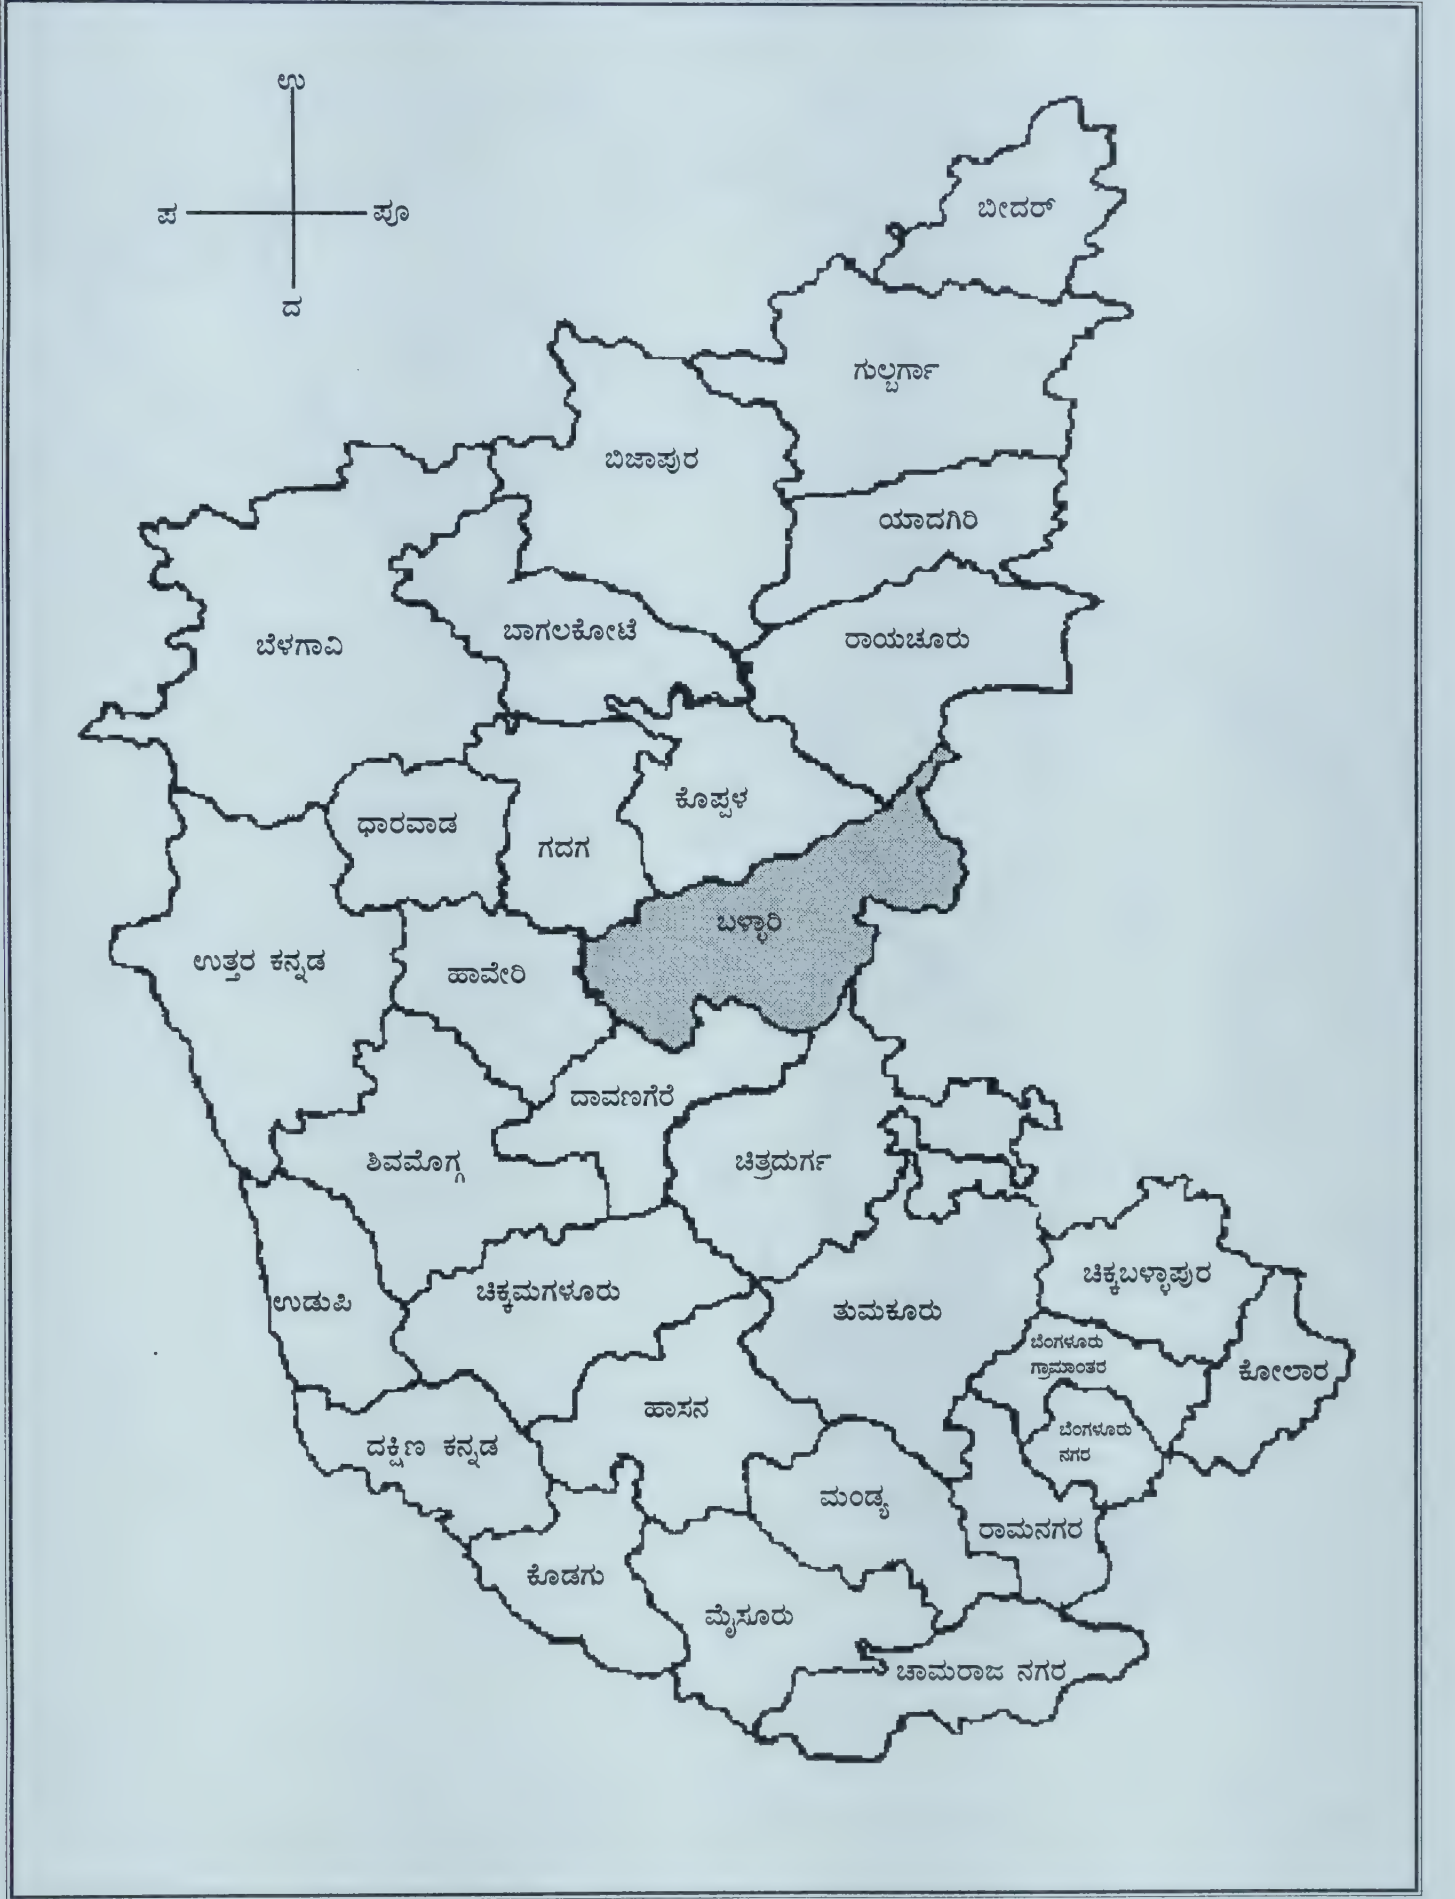 ಉ
ಪ
ಪೂ
ದ
ಬೀದರ್
ಗುಲ್ಬರ್ಗಾ
ಬಿಜಾಪುರ
ಯಾದಗಿರಿ
ಬೆಳಗಾವಿ
ಬಾಗಲಕೋಟೆ
ರಾಯಚೂರು
ಧಾರವಾಡ
ಗದಗ
ಕೊಪ್ಪಳ
ಬಳ್ಳಾರಿ
ಉತ್ತರ ಕನ್ನಡ
ಹಾವೇರಿ
ದಾವಣಗೆರೆ
ಶಿವಮೊಗ್ಗ
ಚಿತ್ರದುರ್ಗ
ಉಡುಪಿ
ಚಿಕ್ಕಮಗಳೂರು
ತುಮಕೂರು
ಚಿಕ್ಕಬಳ್ಳಾಪುರ
ಬೆಂಗಳೂರು
ಗ್ರಾಮಾಂತರ
ಕೋಲಾರ
ಹಾಸನ
ಬೆಂಗಳೂರು
ನಗರ
ದಕ್ಷಿಣ ಕನ್ನಡ
ಮಂಡ್ಯ
ರಾಮನಗರ
ಕೊಡಗು
ಮೈಸೂರು
ಚಾಮರಾಜ ನಗರ